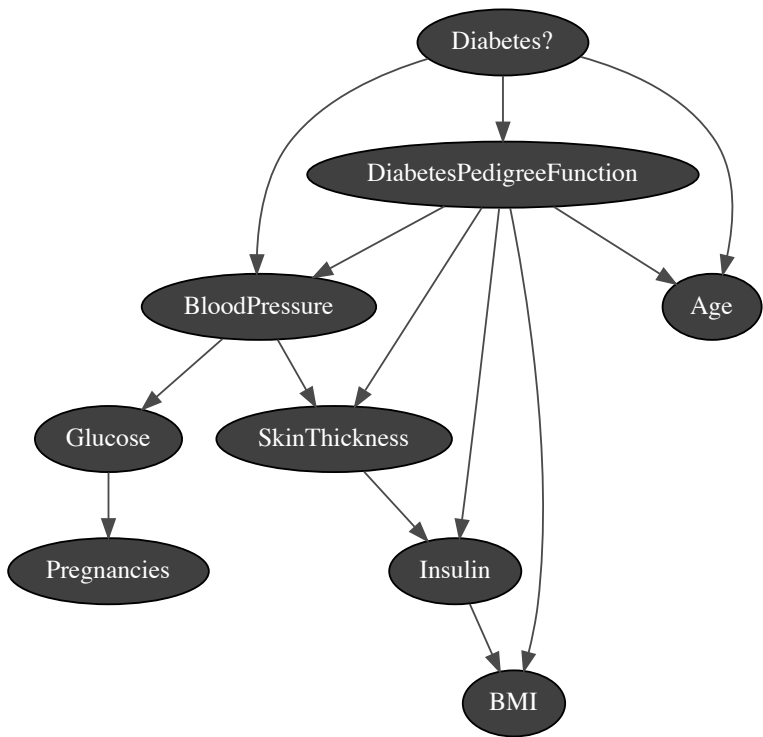 Diabetes?
DiabetesPedigreeFunction
BloodPressure
Age
Glucose
SkinThickness
Pregnancies
Insulin
BMI